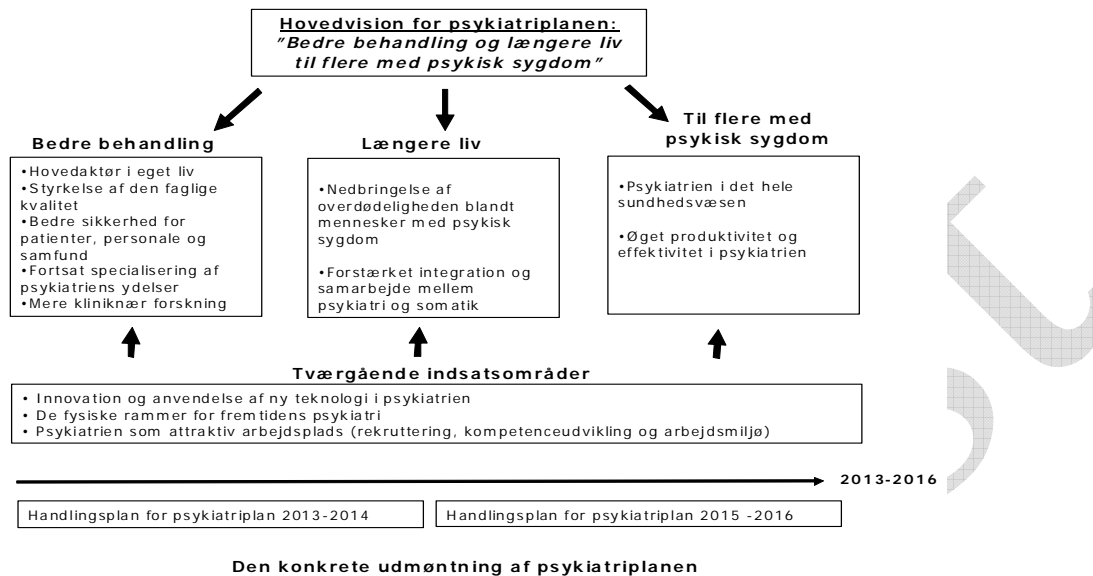 Hovedvision for psykiatriplanen:
"Bedre behandling og længere liv
til flere med psykisk sygdom"
Bedre behandling
•Hovedaktør i eget liv
•Styrkelse af den faglige
kvalitet
•Bedre sikkerhed for
patienter, personale og
samfund
•Fortsat specialisering af
psykiatriens ydelser
•Mere kliniknær forskning
Længere liv
•Nedbringelse af
overdødeligheden blandt
mennesker med psykisk
sygdom
•Forstærket integration og
samarbejde mellem
psykiatri og somatik
Til flere med
psykisk sygdom
•Psykiatrien i det hele
sundhedsvæsen
•Øget produktivitet og
effektivitet i psykiatrien
Tværgående indsatsområder
• Innovation og anvendelse af ny teknologi i psykiatrien
• De fysiske rammer for fremtidens psykiatri
• Psykiatrien som attraktiv arbejdsplads (rekruttering, kompetenceudvikling og arbejdsmiljø)
2013-2016
Handlingsplan for psykiatriplan 2013-2014
Handlingsplan for psykiatriplan 2015 -2016
Den konkrete udmøntning af psykiatriplanen